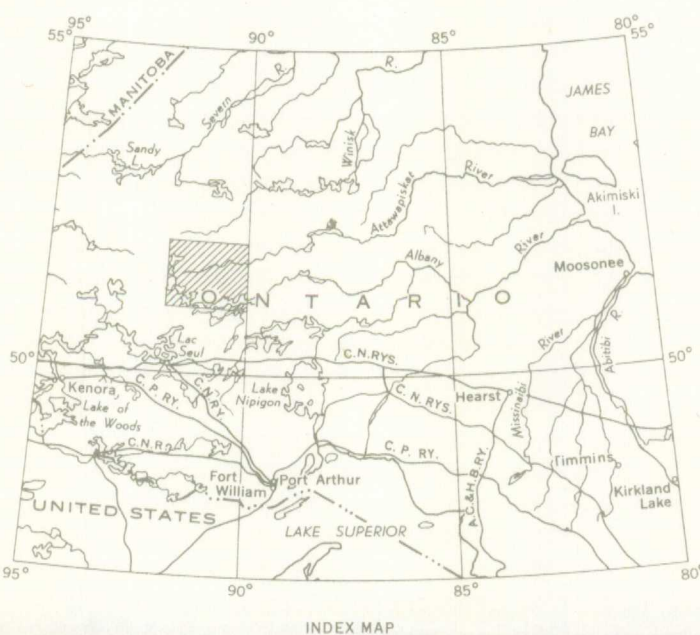 95°
90°
85°
80°
55°
55°
MANITOBA
Severn
R.
R.
JAMES
BAY
Sandy
L.
Winisk
Attawapiskat
River
Akimiski
I.
Albany
River
Moosonee
ONTARIO
Lac
Seul
C.N.RYS.
River
Abitibi
R.
50°
50°
Kenora
C.P. RY.
C.N.RY.
Lake
Nipigon
C.N. RYS.
Hearst
Missinaibi
Lake of
the Woods
C.N.Rn.
C.P. RY.
A.C.& H.B.RY.
Timmins
Fort
William
Port Arthur
Kirkland
Lake
UNITED STATES
LAKE SUPERIOR
95°
90°
85°
80°
INDEX MAP